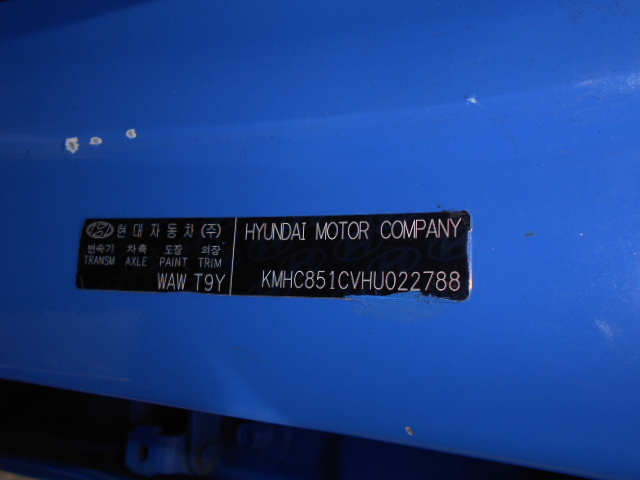 현대자동차(주)
변속기 차축 도장 의장
TRANSM AXLE PAINT TRIM
WAW T9Y
HYUNDAI MOTOR COMPANY
KMHC851CVHU022788